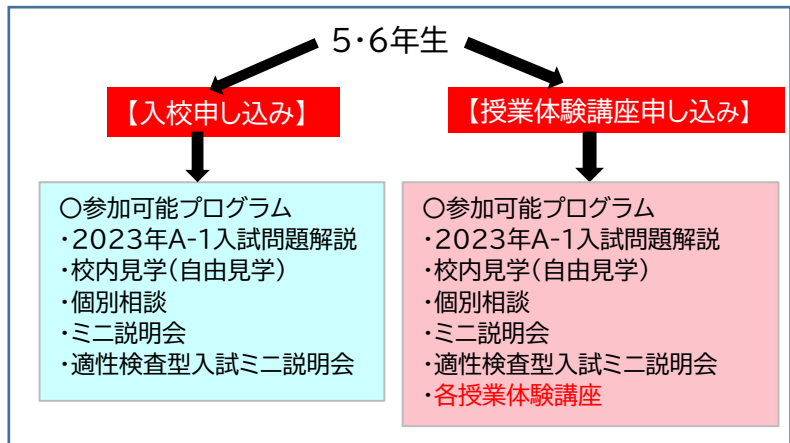 5・6年生
【入校申し込み】
【授業体験講座申し込み】
○参加可能プログラム
・2023年A-1入試問題解説
・校内見学(自由見学)
・個別相談
・ミニ説明会
・適性検査型入試ミニ説明会
○参加可能プログラム
・2023年A-1入試問題解説
・校内見学(自由見学)
・個別相談
・ミニ説明会
・適性検査型入試ミニ説明会
・各授業体験講座